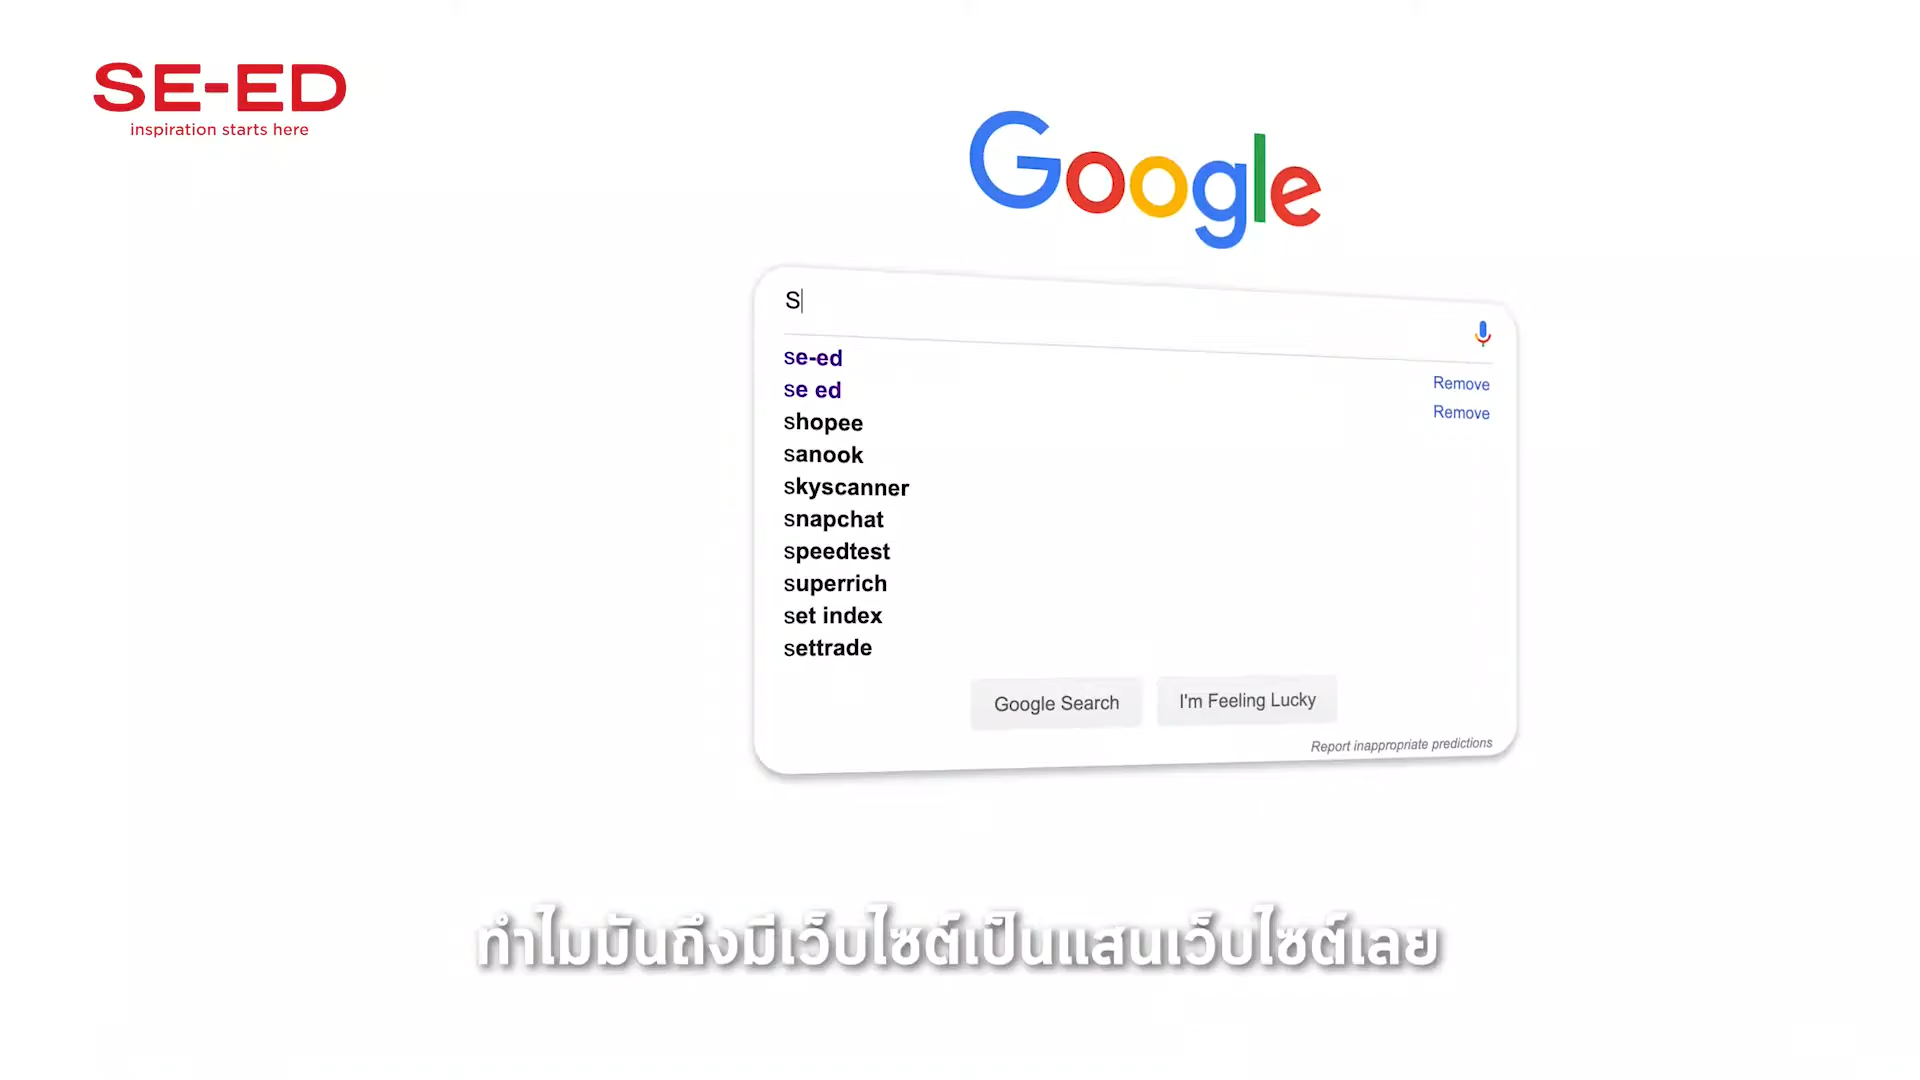 SE-ED
inspiration starts here
Google
S
se-ed
Remove
se ed
Remove
shopee
sanook
skyscanner
snapchat
speedtest
superrich
set index
settrade
Google Search
I'm Feeling Lucky
Report inappropriate predictions
ทำไมมันถึงมีเว็บไซต์เป็นแสนเว็บไซต์เลย